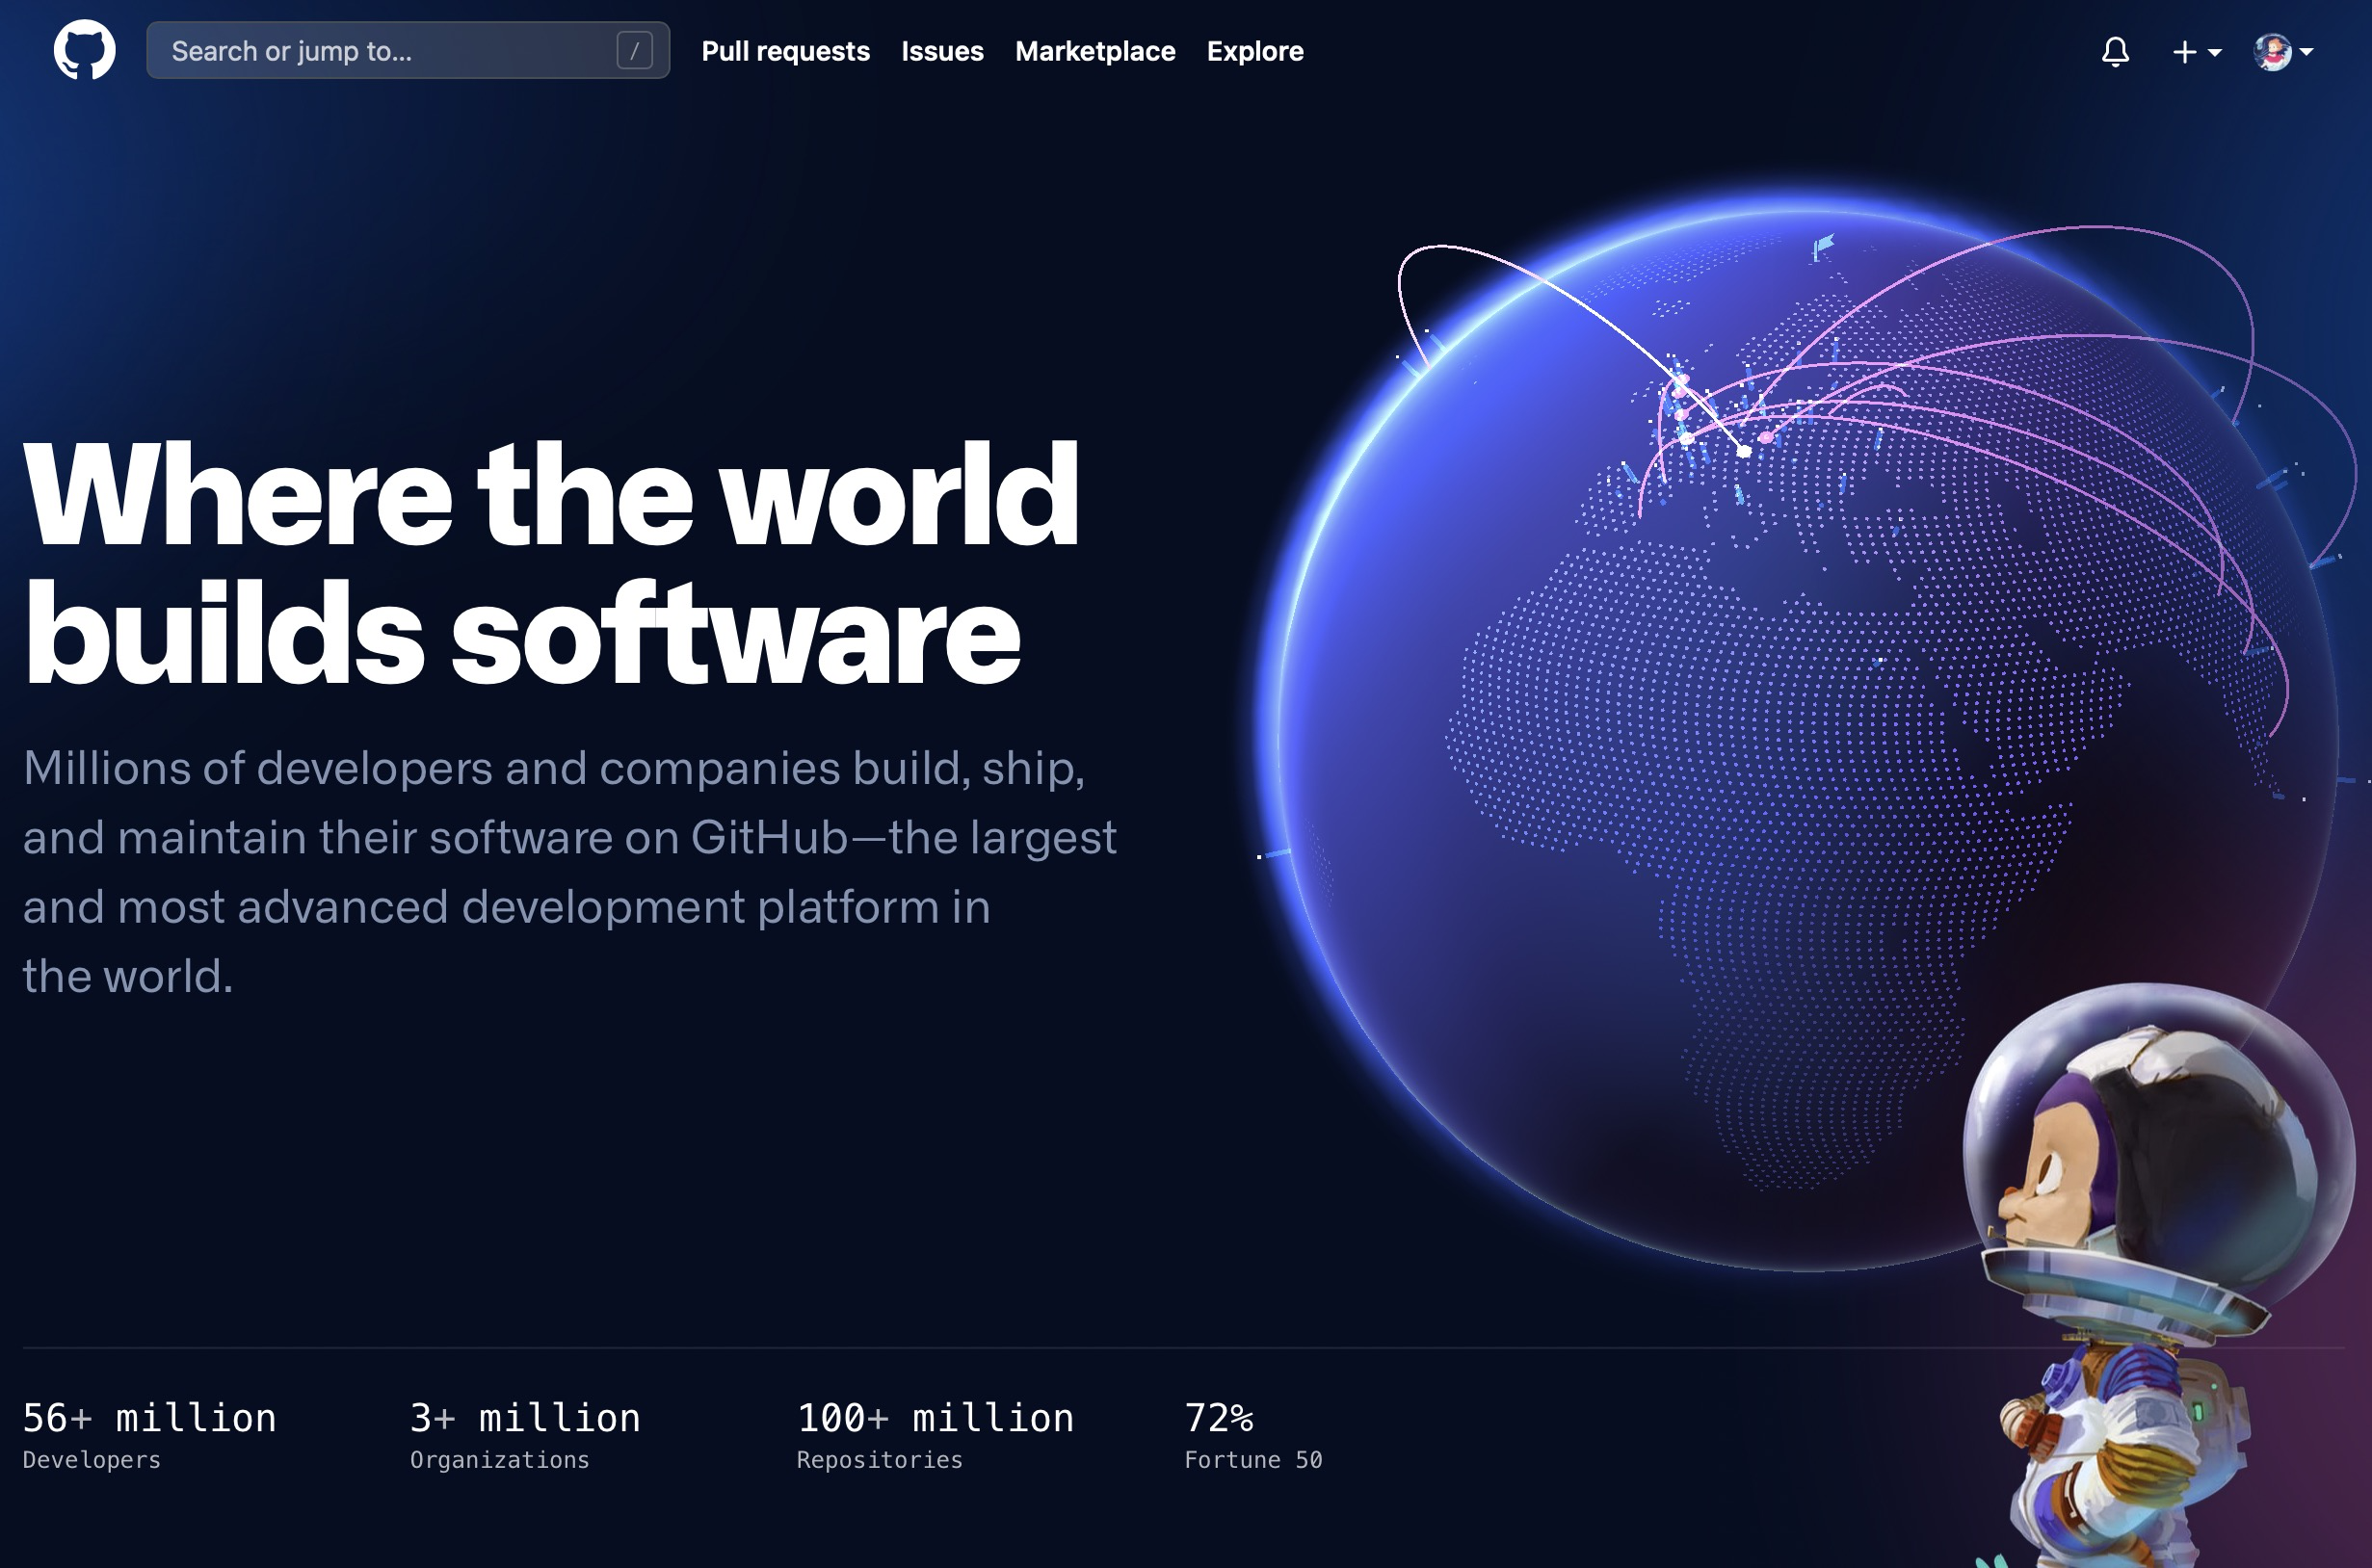 Search or jump to... /
Pull requests Issues Marketplace Explore
Where the world
builds software
Millions of developers and companies build, ship,
and maintain their software on GitHub—the largest
and most advanced development platform in
the world.
56+ million
Developers
3+ million
Organizations
100+ million
Repositories
72%
Fortune 50